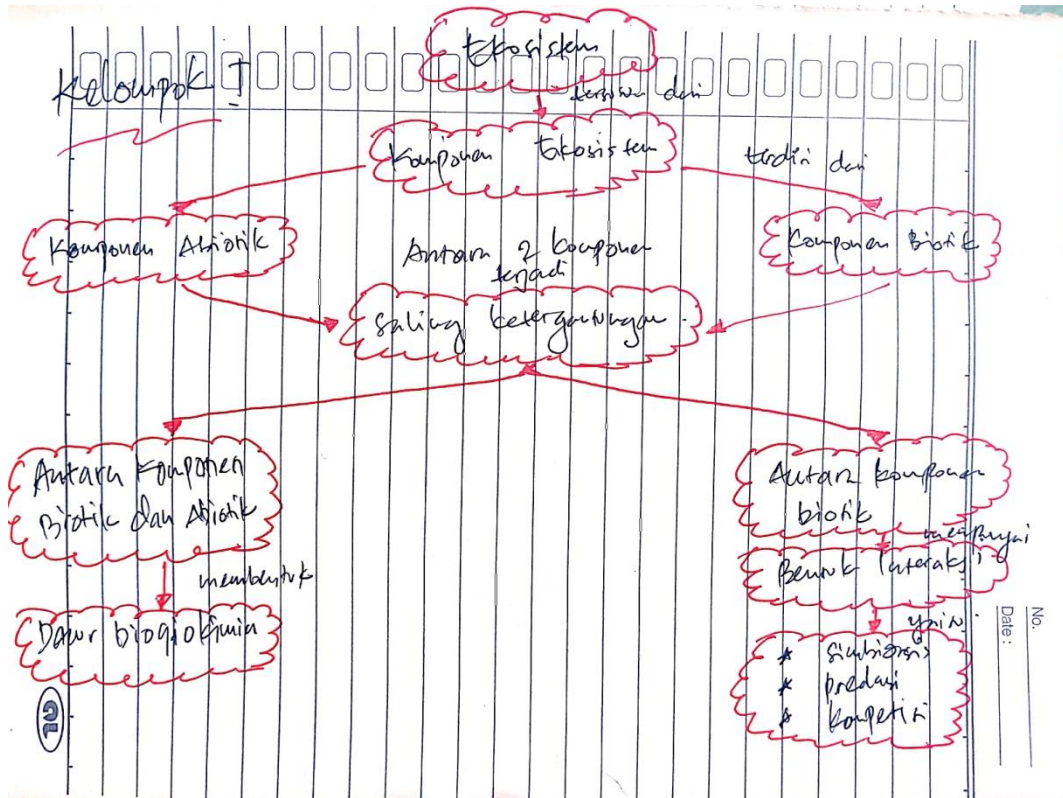 Ekosistem
Kelompok I
tersusun dari
Komponen Ekosistem
terdiri dari
Komponen Abiotik
Antara 2 komponen
terjadi
Komponen Biotik
saling ketergantungan.
Antara Komponen
Biotik dan Abiotik
Antara komponen
biotik
mempunyai
membentuk
Bentuk Interaksi
Daur biogiokimia
yaitu
* simbiosis
* predasi
* kompetisi
No.
Date: